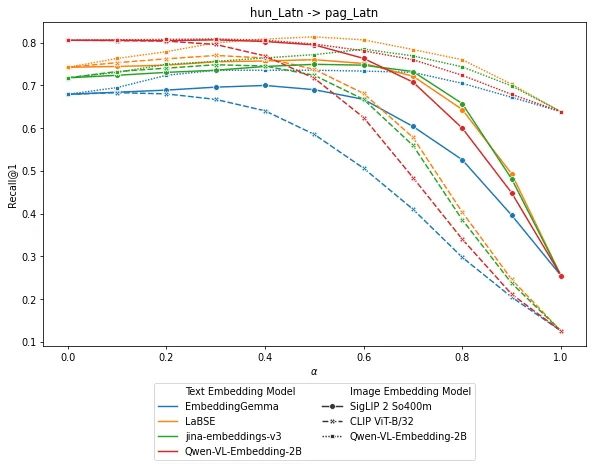 hun_Latn -> pag_Latn
Recall@1
0.8
0.7
0.6
0.5
0.4
0.3
0.2
0.1
0.0
0.2
0.4
0.6
0.8
1.0
α
Text Embedding Model
EmbeddingGemma
LaBSE
jina-embeddings-v3
Qwen-VL-Embedding-2B
Image Embedding Model
SigLIP 2 So400m
CLIP ViT-B/32
Qwen-VL-Embedding-2B